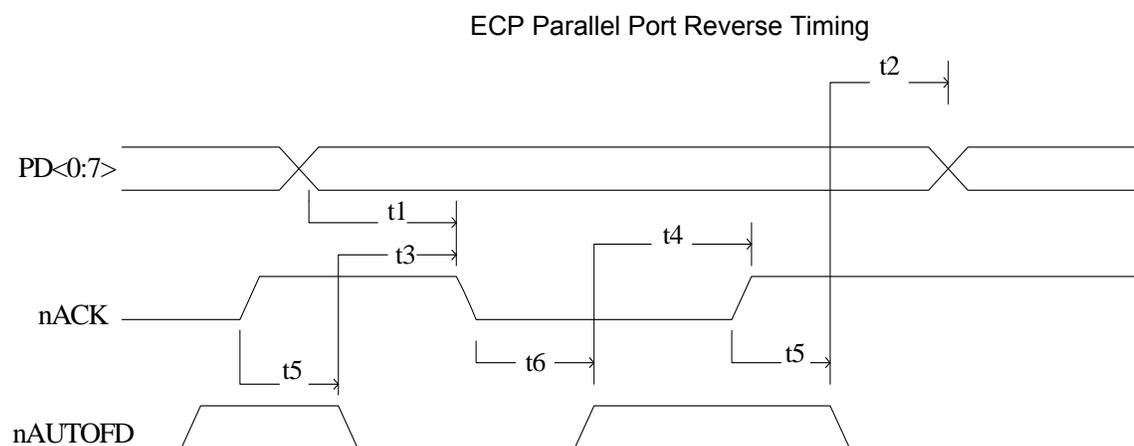 ECP Parallel Port Reverse Timing
t2
PD<0:7>
t1
t4
t3
nACK
t6
t5
t5
nAUTOFD